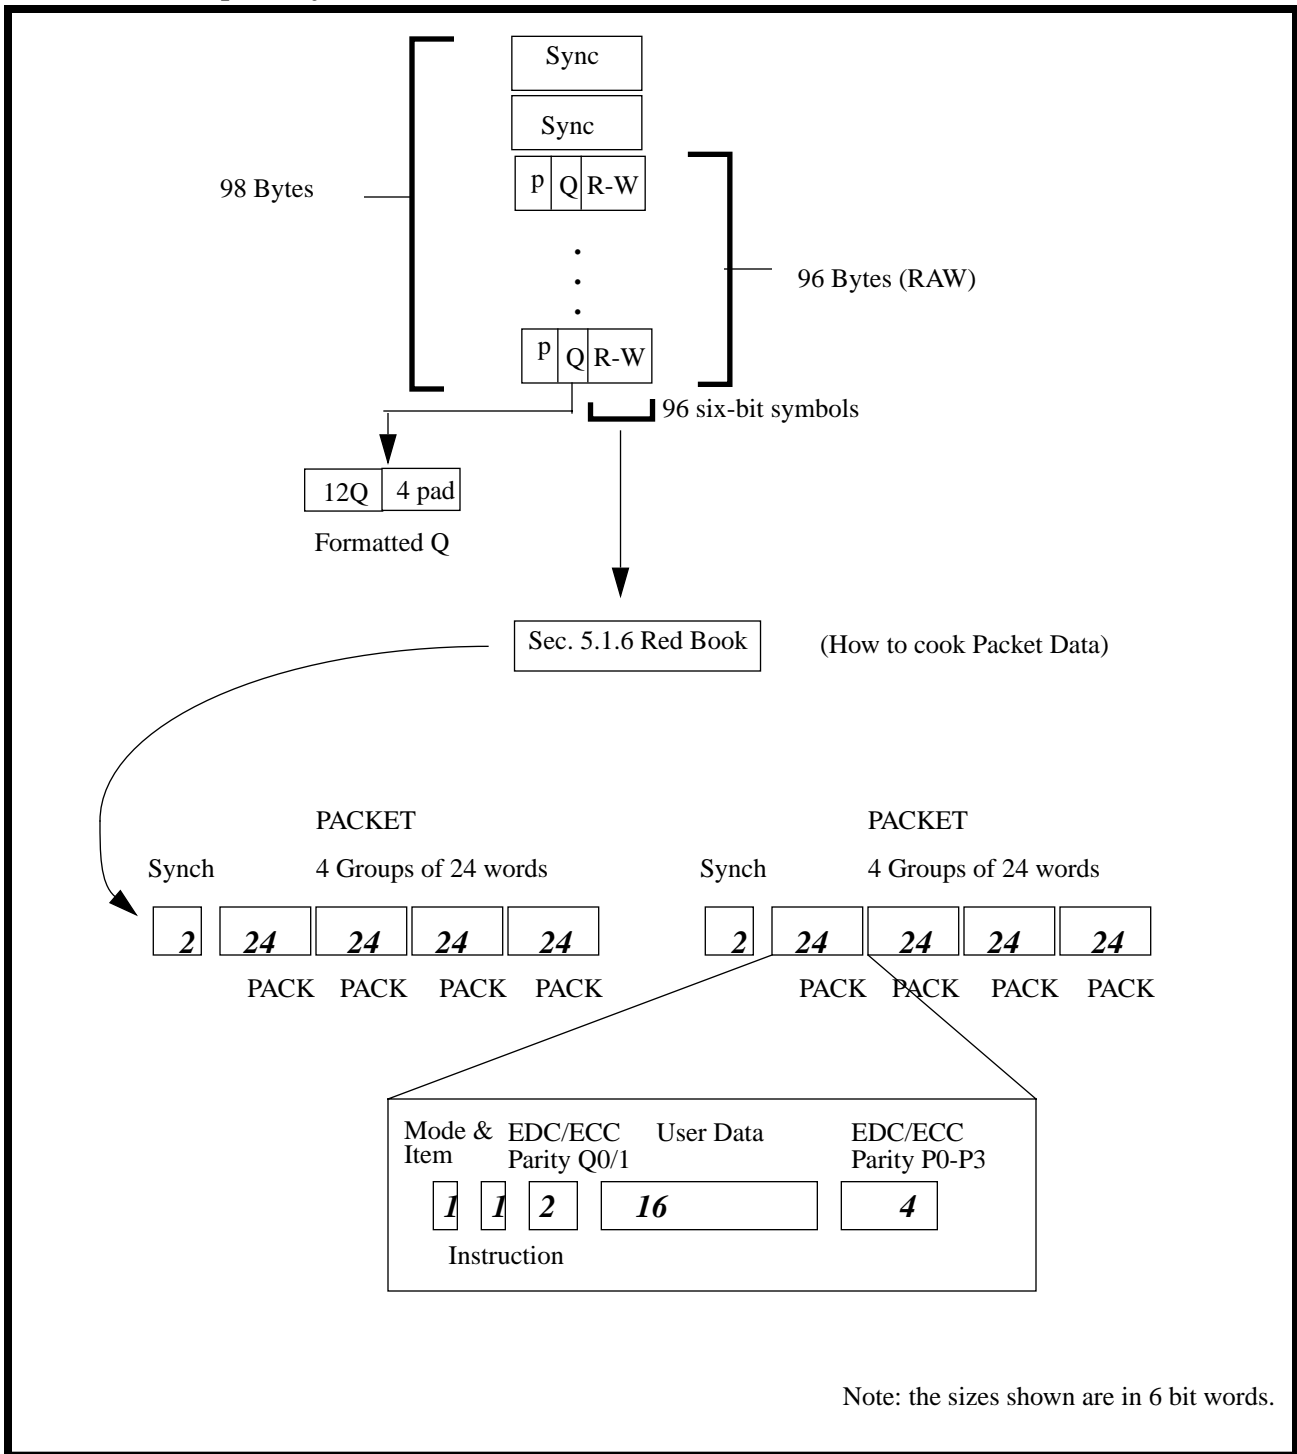 Sync
Sync
p Q R-W
98 Bytes
96 Bytes (RAW)
p Q R-W
96 six-bit symbols
12Q 4 pad
Formatted Q
Sec. 5.1.6 Red Book (How to cook Packet Data)
PACKET PACKET
Synch 4 Groups of 24 words Synch 4 Groups of 24 words
2 24 24 24 24 2 24 24 24 24
PACK PACK PACK PACK PACK PACK PACK PACK
Mode & EDC/ECC User Data EDC/ECC
Item Parity Q0/1 Parity P0-P3
1 1 2 16 4
Instruction
Note: the sizes shown are in 6 bit words.